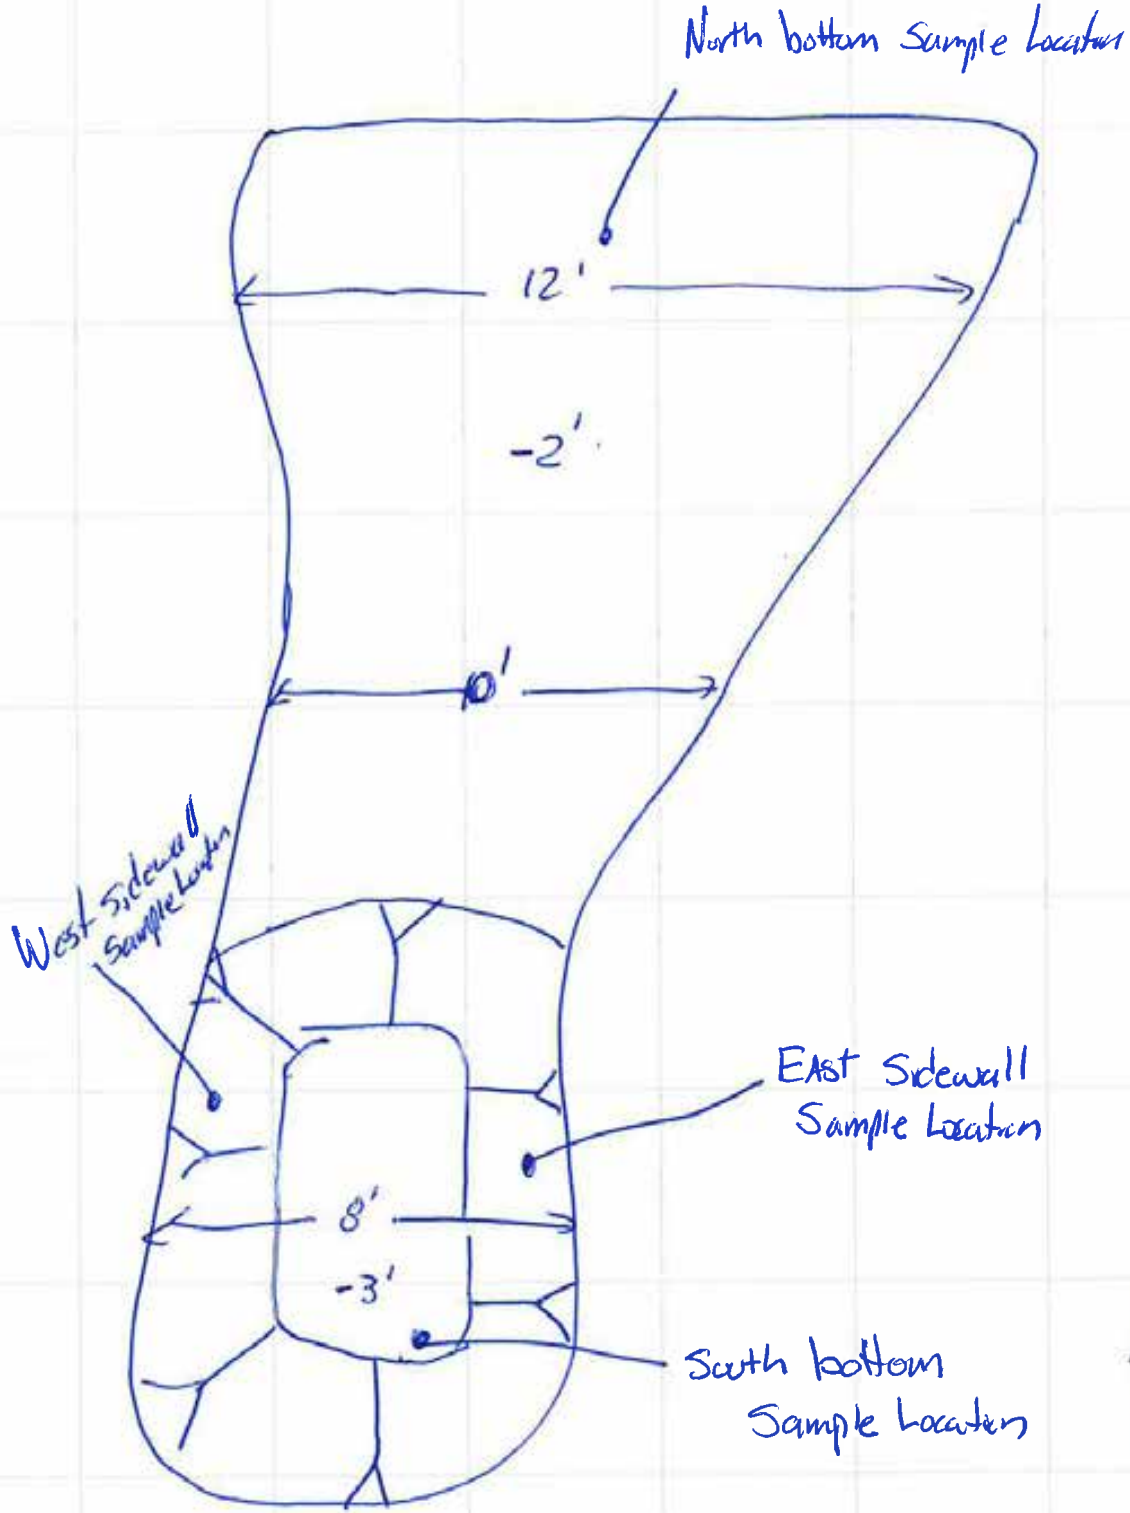 North bottom Sample Location
12'
-2'
10'
West Sidewall
Sample Location
EAST Sidewall
Sample Location
8'
-3'
South bottom
Sample Location